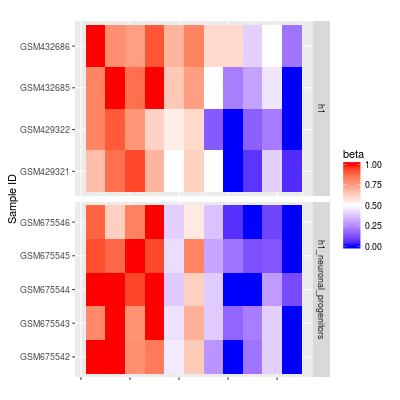 Sample ID
GSM432686
GSM432685
GSM429322
GSM429321
h1
GSM675546
GSM675545
GSM675544
GSM675543
GSM675542
h1_neuronal_progenitors
beta
1.00
0.75
0.50
0.25
0.00